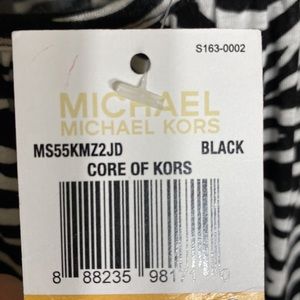 S163-0002
MICHAEL
MICHAEL KORS
MS55KMZ2JD BLACK
CORE OF KORS
8 88235